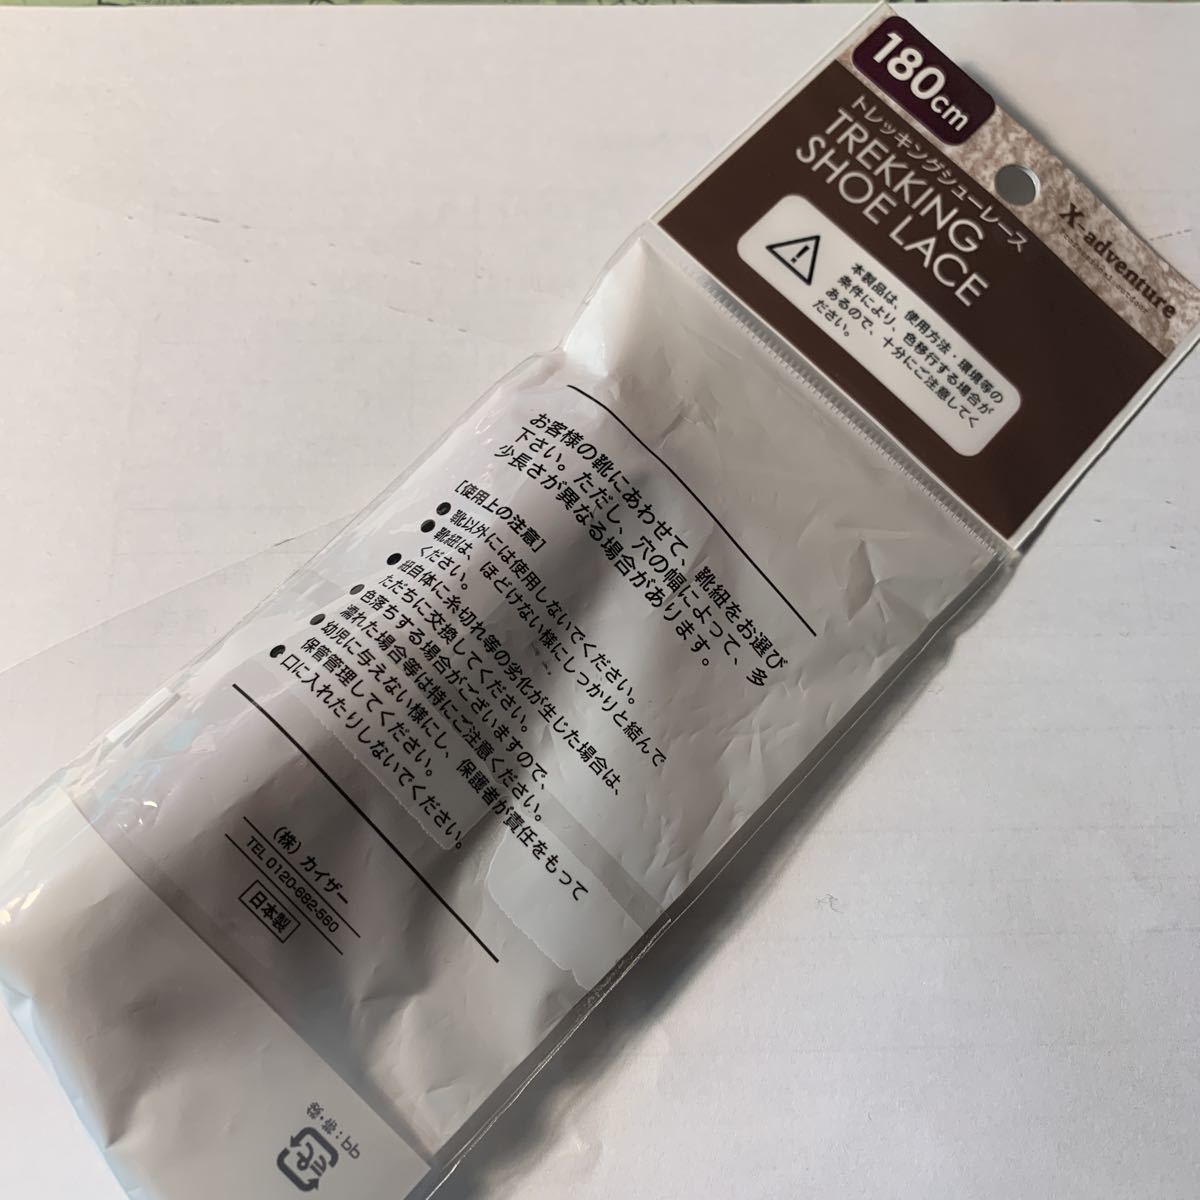 180cm
トレッキングシューレース
TREKKING
SHOE LACE
X-adventure
本製品は、使用方法・環境等の
条件により、色移行する場合が
あるので、十分にご注意してく
ださい。
お客様の靴にあわせて、靴紐をお選び
下さい。ただし、穴の幅によって、多
少長さが異なる場合があります。
[使用上の注意]
●靴以外には使用しないでください。
●靴紐は、ほどけない様にしっかりと結んで
ください。
●紐自体に糸切れ等の劣化が生じた場合は、
ただちに交換してください。
●色落ちする場合がございますので、
濡れた場合等は特にご注意ください。
●幼児に与えない様にし、保護者が責任をもって
保管管理してください。
●口に入れたりしないでください。
(株)カイザー
TEL 0120-682-560
日本製
プラ